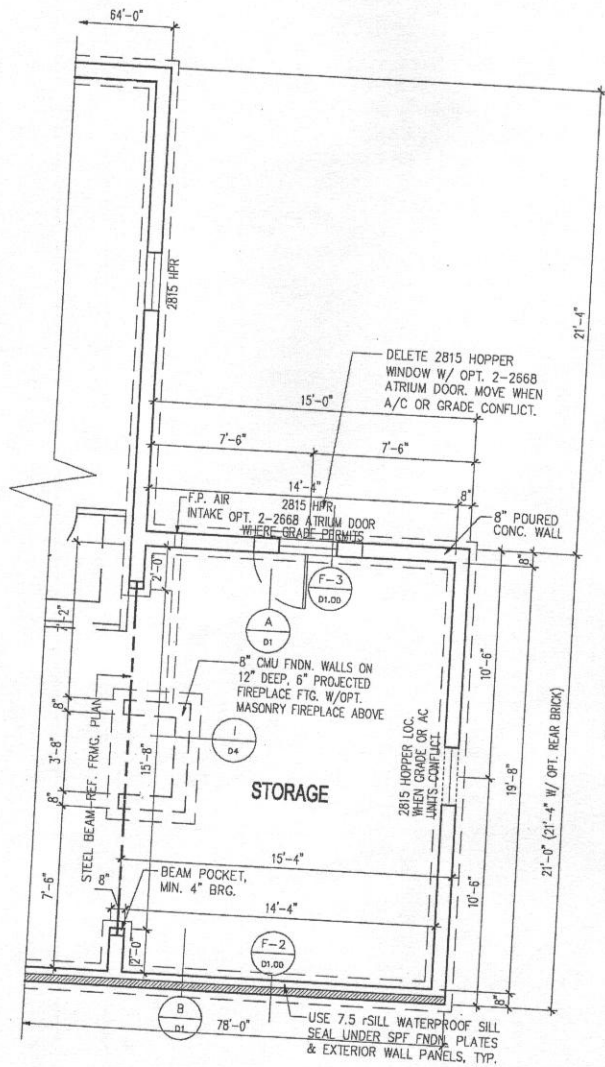 64'-0"
2815 HPR
21'-4"
DELETE 2815 HOPPER
WINDOW W/ OPT. 2-2668
ATRIUM DOOR. MOVE WHEN
A/C OR GRADE CONFLICT.
15'-0"
7'-6"
7'-6"
14'-4"
8"
F.P. AIR
2815 HPR
INTAKE OPT. 2-2668 ATRIUM DOOR
WHERE GRADE PERMITS
8" POURED
CONC. WALL
8"
2'-0"
F-3
D1.00
A
D1
7'-2"
8" CMU FNDN. WALLS ON
12" DEEP, 6" PROJECTED
FIREPLACE FTG. W/OPT.
MASONRY FIREPLACE ABOVE
10'-6"
8"
3'-8"
8"
STEEL BEAM-REF. FRMG. PLAN
15'-8"
I
D4
STORAGE
2815 HOPPER LOC.
WHEN GRADE OR AC
UNITS CONFLICT.
19'-8"
21'-0" (21'-4" W/ OPT. REAR BRICK)
15'-4"
BEAM POCKET,
MIN. 4" BRG.
8"
7'-6"
14'-4"
10'-6"
2'-0"
F-2
D1.00
8"
B
D1
78'-0"
USE 7.5 rSILL WATERPROOF SILL
SEAL UNDER SPF FNDN. PLATES
& EXTERIOR WALL PANELS, TYP.